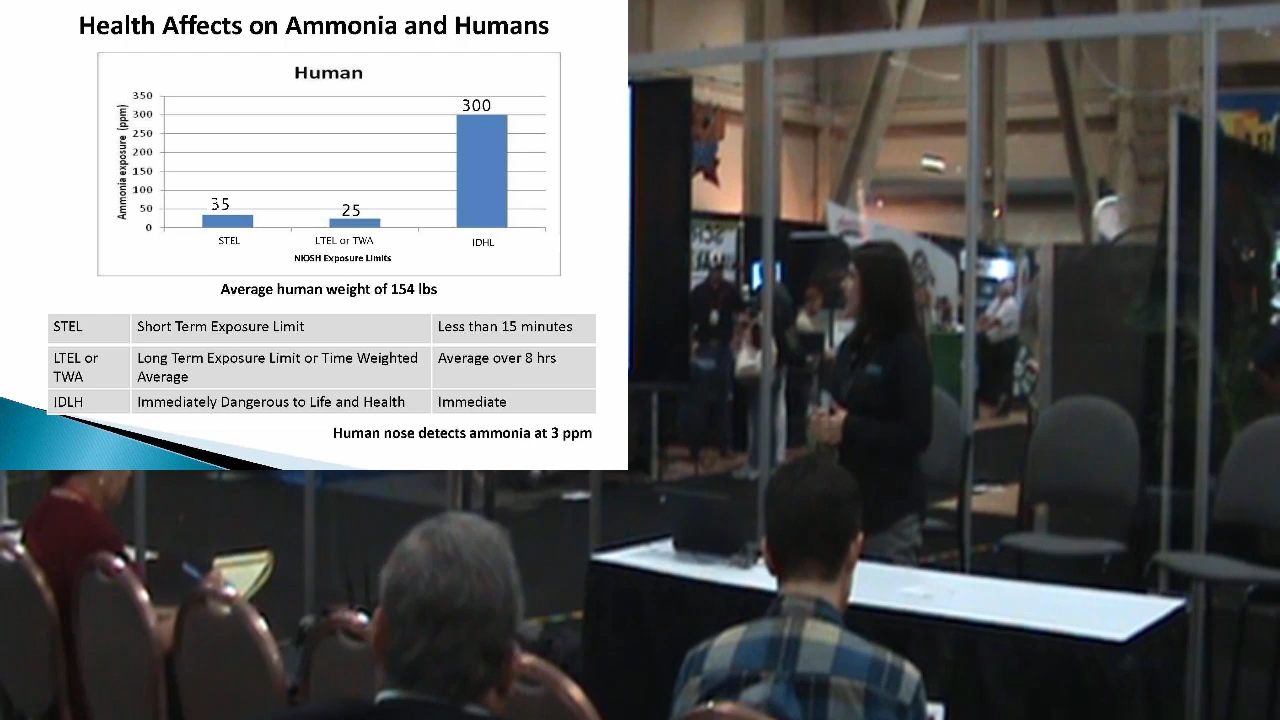 Health Affects on Ammonia and Humans
Human
Ammonia exposure (ppm)
350
300
250
200
150
100
50
0
35
25
300
STEL
LTEL or TWA
IDHL
NIOSH Exposure Limits
Average human weight of 154 lbs
STEL Short Term Exposure Limit Less than 15 minutes
LTEL or Long Term Exposure Limit or Time Weighted Average over 8 hrs
TWA Average
IDLH Immediately Dangerous to Life and Health Immediate
Human nose detects ammonia at 3 ppm